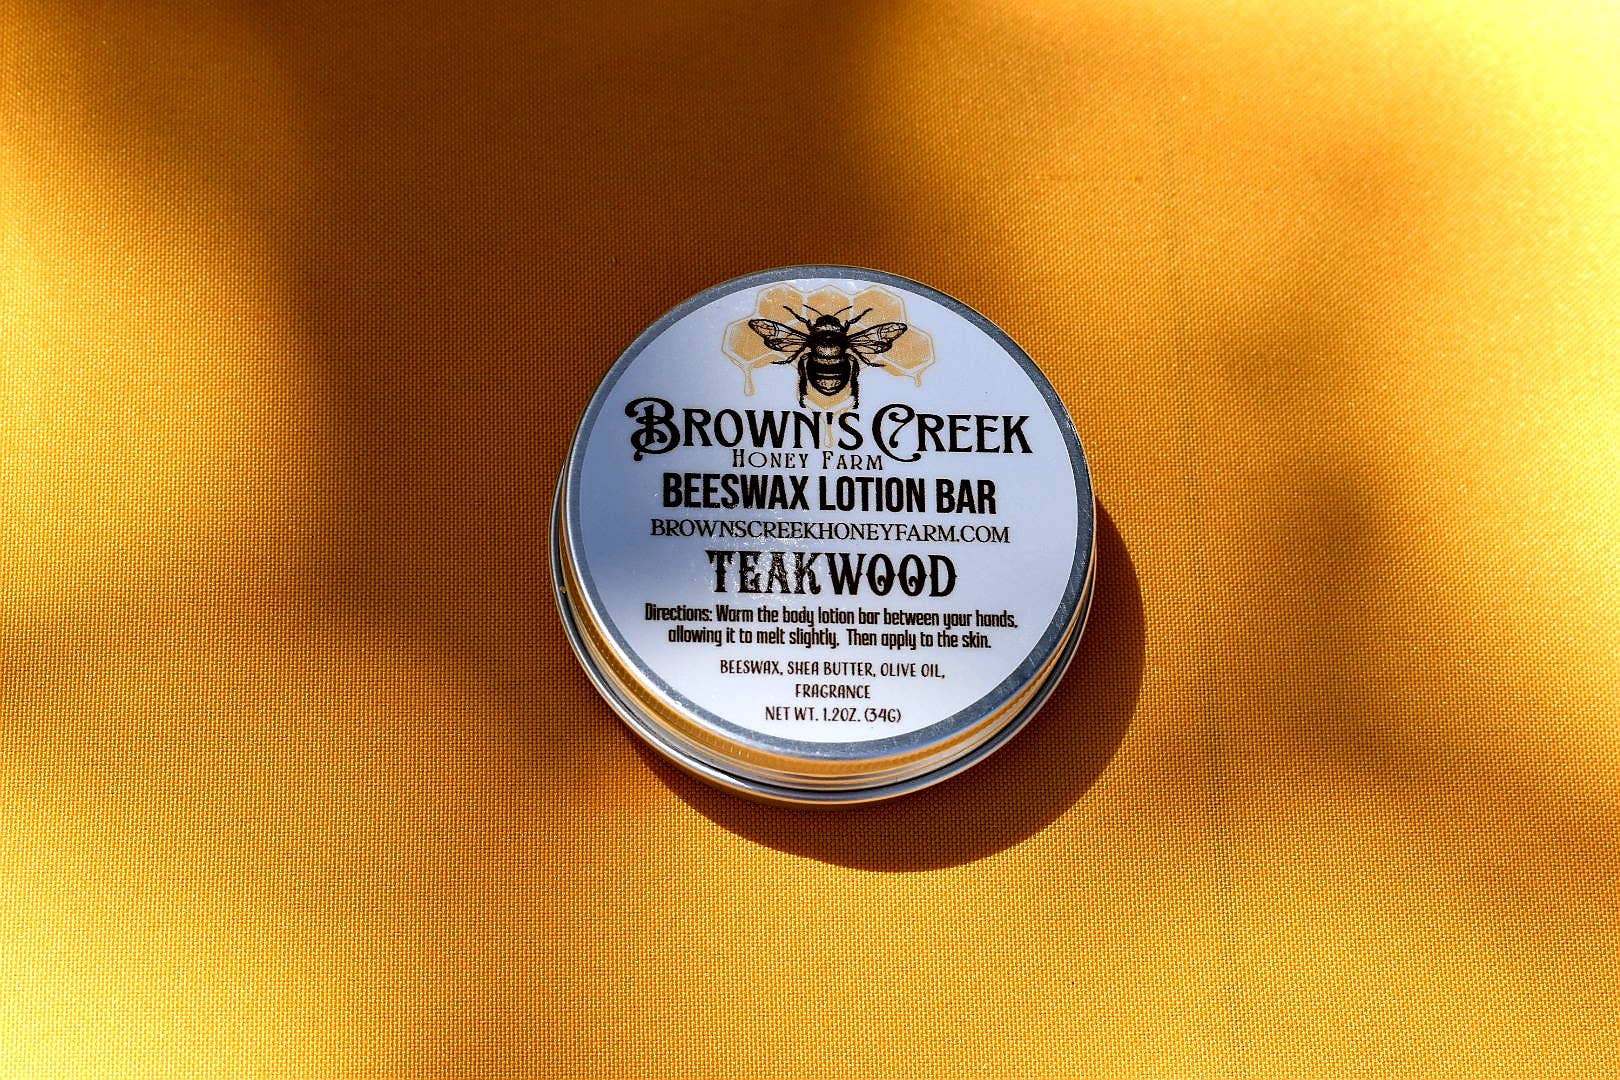 BROWN'S CREEK
HONEY FARM
BEESWAX LOTION BAR
BROWNSCREEKHONEYFARM.COM
TEAKWOOD
Directions: Warm the body lotion bar between your hands,
allowing it to melt slightly. Then apply to the skin.
BEESWAX, SHEA BUTTER, OLIVE OIL,
FRAGRANCE
NET WT. 1.2OZ. (34G)